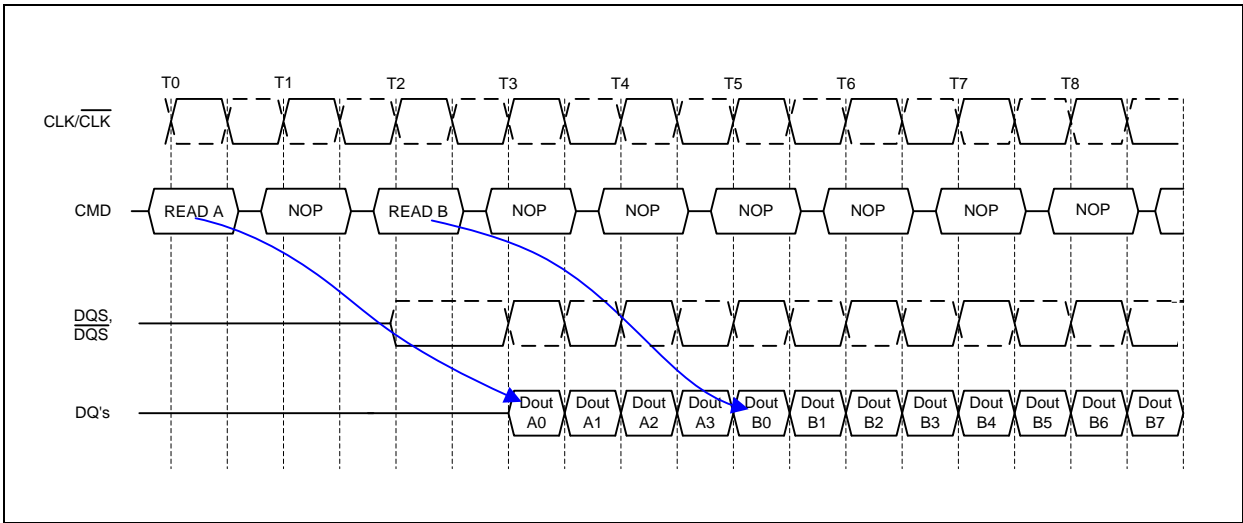 T0 T1 T2 T3 T4 T5 T6 T7 T8
CLK/CLK
CMD READ A NOP READ B NOP NOP NOP NOP NOP NOP
DQS,
DQS
DQ's Dout Dout Dout Dout Dout Dout Dout Dout Dout Dout Dout Dout
A0 A1 A2 A3 B0 B1 B2 B3 B4 B5 B6 B7